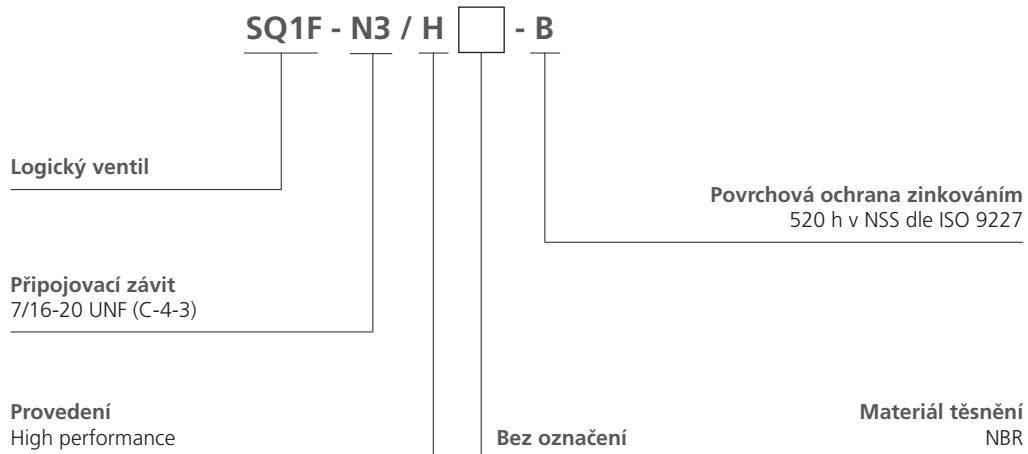 SQ1F - N3 / H - B
Logický ventil
Povrchová ochrana zinkováním
520 h v NSS dle ISO 9227
Připojovací závit
7/16-20 UNF (C-4-3)
Provedení
High performance
Bez označení
Materiál těsnění
NBR